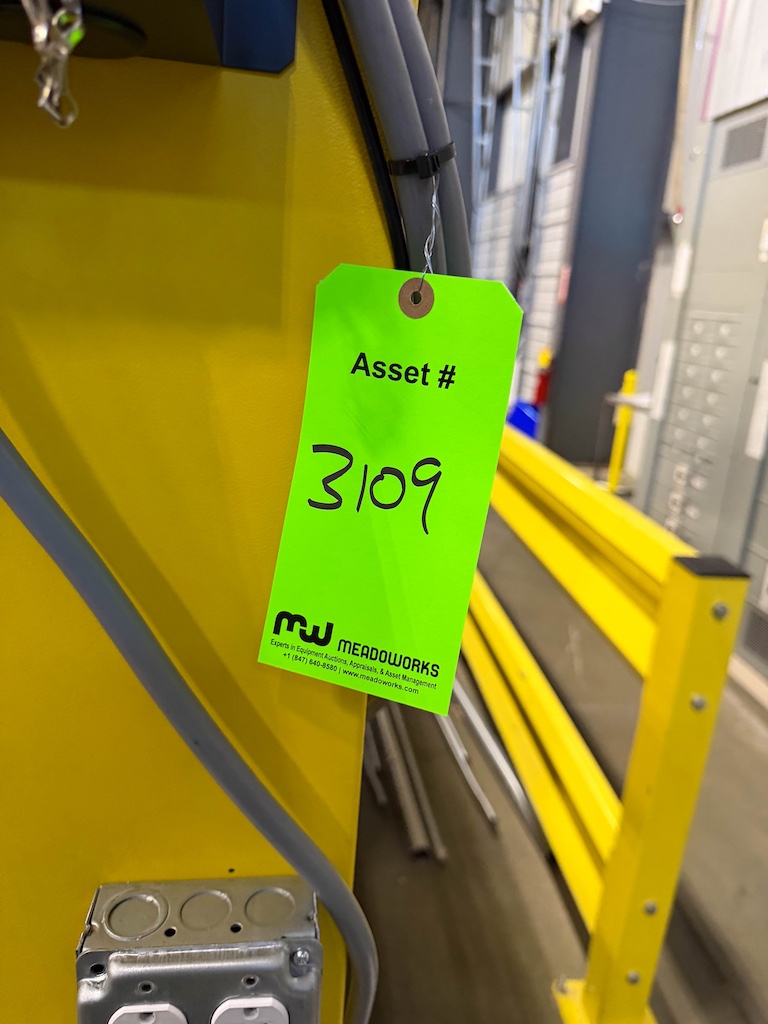 Asset #
3109
mw MEADOWORKS
Experts in Equipment Auctions, Appraisals, & Asset Management
+1 (847) 640-8580 | www.meadoworks.com